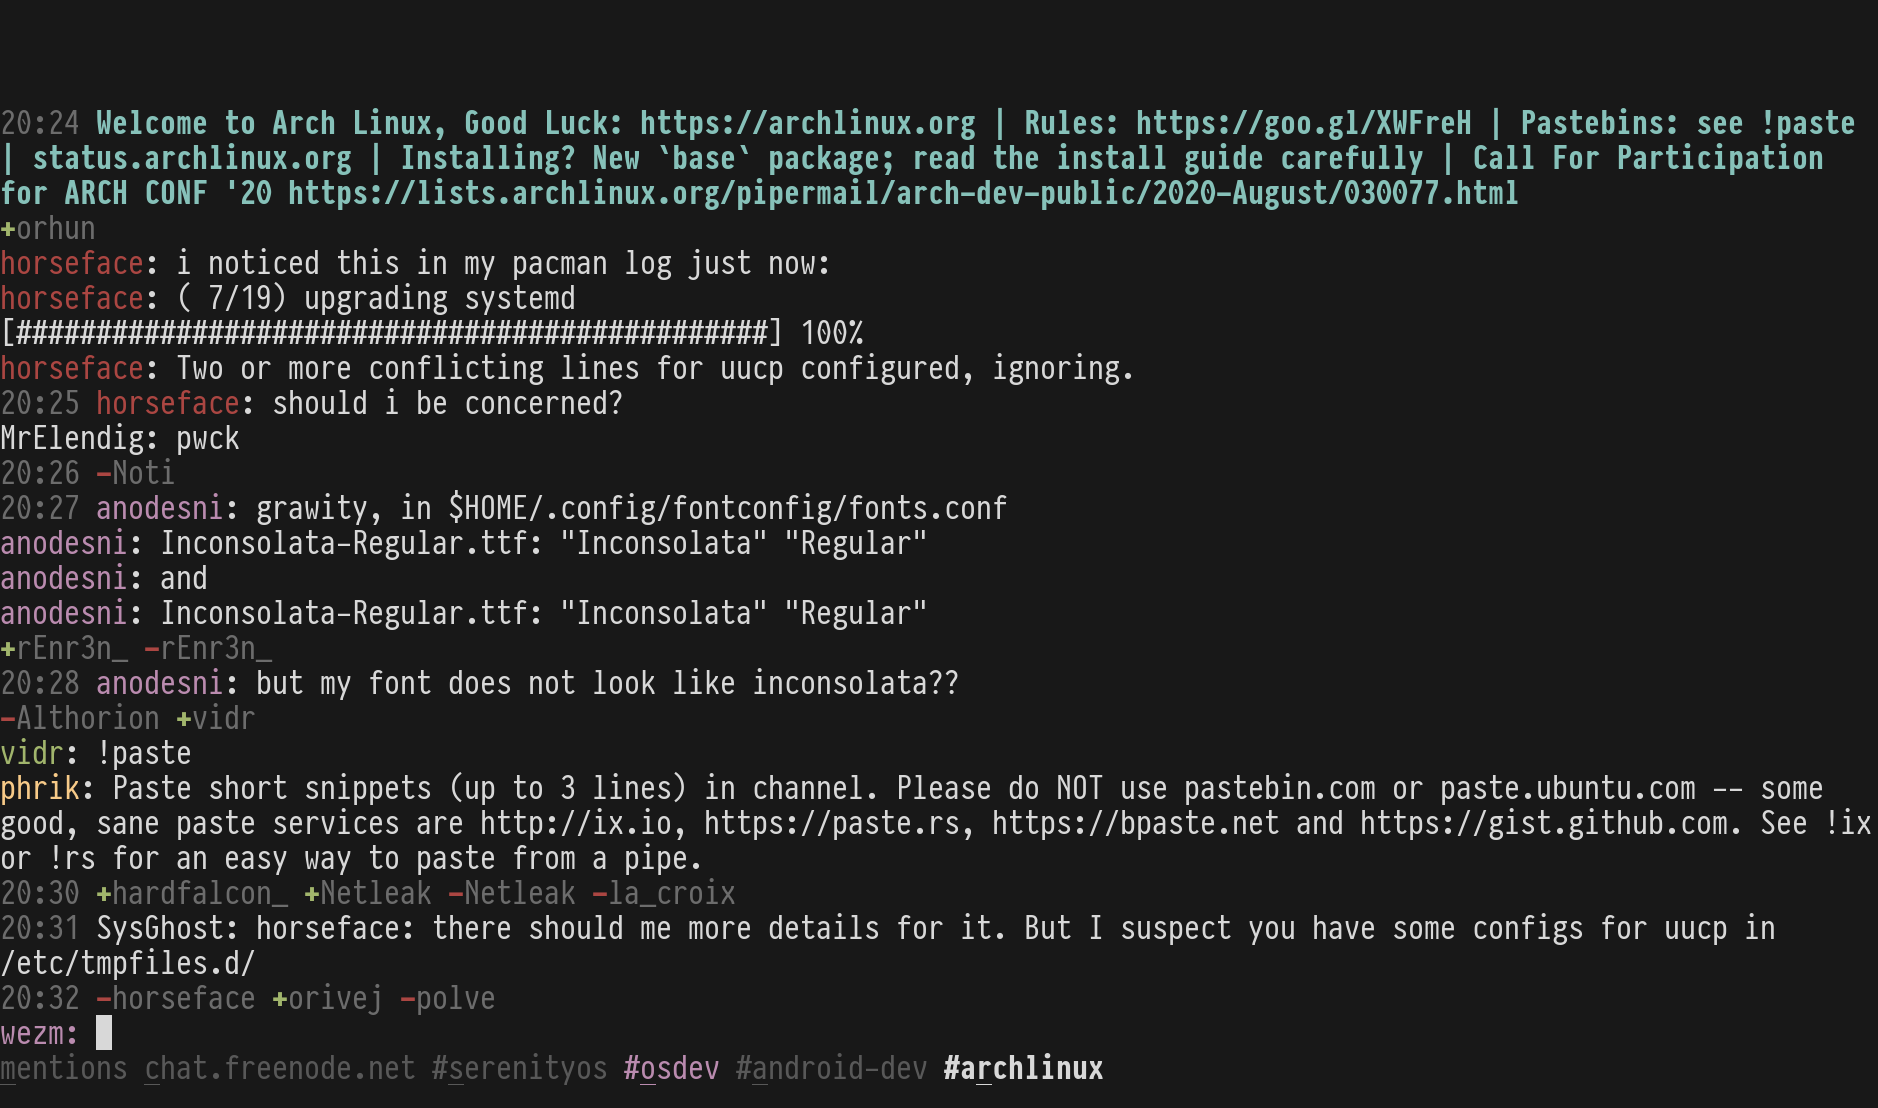 20:24 Welcome to Arch Linux, Good Luck: https://archlinux.org | Rules: https://goo.gl/XWFreH | Pastebins: see !paste
| status.archlinux.org | Installing? New `base` package; read the install guide carefully | Call For Participation
for ARCH CONF '20 https://lists.archlinux.org/pipermail/arch-dev-public/2020-August/030077.html
+orhun
horseface: i noticed this in my pacman log just now:
horseface: ( 7/19) upgrading systemd
[###############################################] 100%
horseface: Two or more conflicting lines for uucp configured, ignoring.
20:25 horseface: should i be concerned?
MrElendig: pwck
20:26 -Noti
20:27 anodesni: grawity, in $HOME/.config/fontconfig/fonts.conf
anodesni: Inconsolata-Regular.ttf: "Inconsolata" "Regular"
anodesni: and
anodesni: Inconsolata-Regular.ttf: "Inconsolata" "Regular"
+rEnr3n_ -rEnr3n_
20:28 anodesni: but my font does not look like inconsolata??
-Althorion +vidr
vidr: !paste
phrik: Paste short snippets (up to 3 lines) in channel. Please do NOT use pastebin.com or paste.ubuntu.com -- some
good, sane paste services are http://ix.io, https://paste.rs, https://bpaste.net and https://gist.github.com. See !ix
or !rs for an easy way to paste from a pipe.
20:30 +hardfalcon_ +Netleak -Netleak -la_croix
20:31 SysGhost: horseface: there should me more details for it. But I suspect you have some configs for uucp in
/etc/tmpfiles.d/
20:32 -horseface +orivej -polve
wezm:
mentions chat.freenode.net #serenityos #osdev #android-dev #archlinux